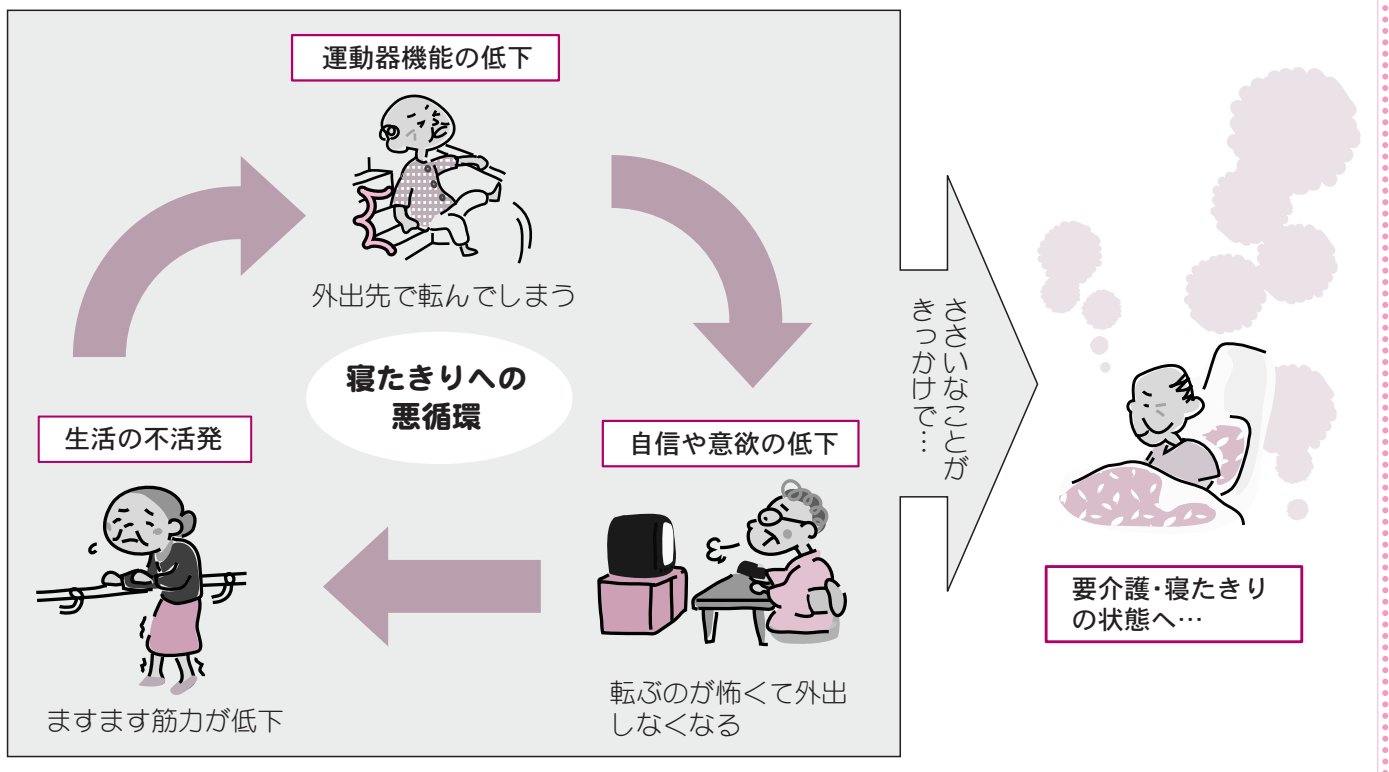 運動器機能の低下
外出先で転んでしまう
寝たきりへの
悪循環
自信や意欲の低下
転ぶのが怖くて外出
しなくなる
生活の不活発
ますます筋力が低下
ささいなことが
きっかけで…
要介護・寝たきり
の状態へ…